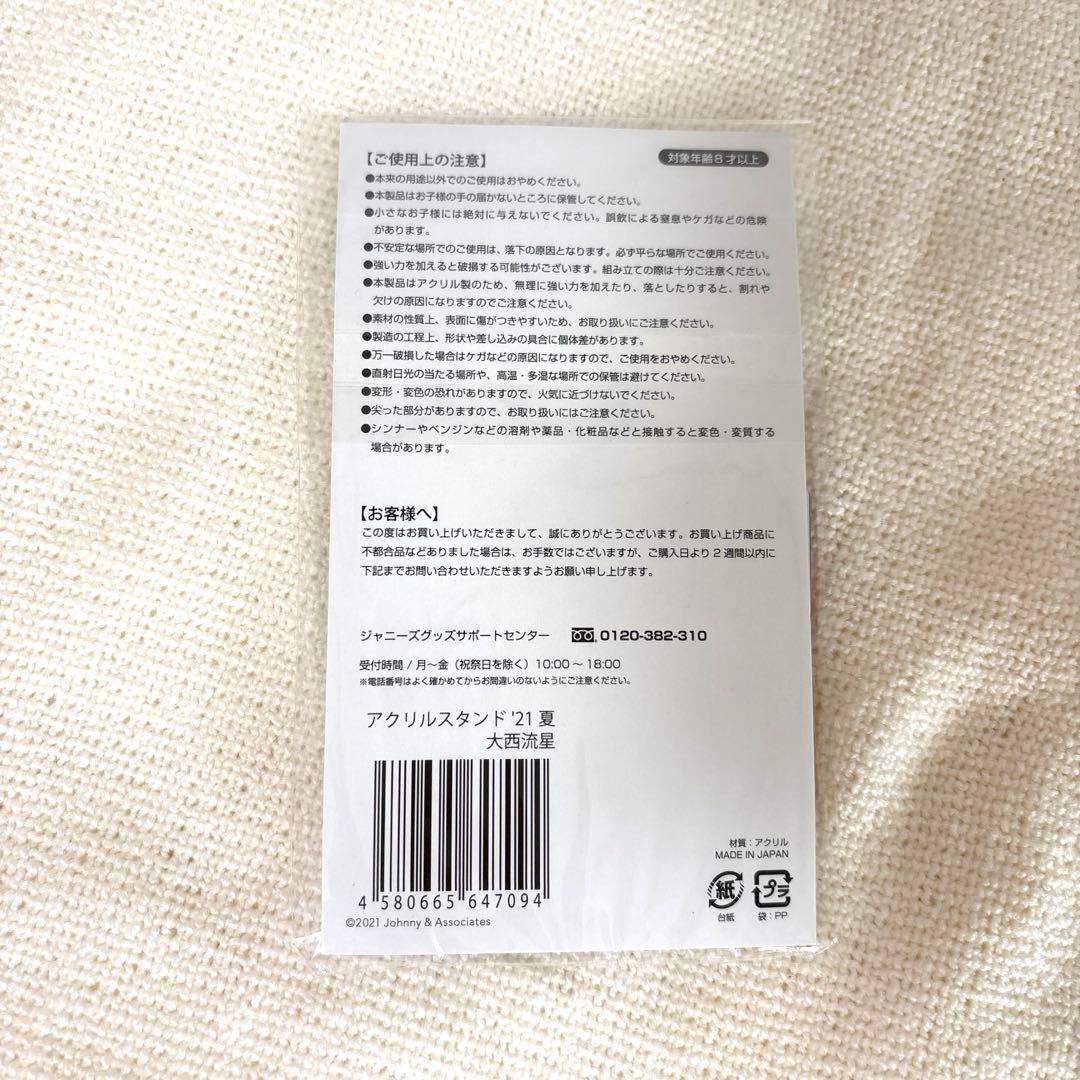 【ご使用上の注意】
対象年齢8才以上
●本来の用途以外でのご使用はおやめください。
●本製品はお子様の手の届かないところに保管してください。
●小さなお子様には絶対に与えないでください。誤飲による窒息やケガなどの危険
があります。
●不安定な場所でのご使用は、落下の原因となります。必ず平らな場所でご使用ください。
●強い力を加えると破損する可能性がございます。組み立ての際は十分ご注意ください。
●本製品はアクリル製のため、無理に強い力を加えたり、落としたりすると、割れや
欠けの原因になりますのでご注意ください。
●素材の性質上、表面に傷がつきやすいため、お取り扱いにご注意ください。
●製造の工程上、形状や差し込みの具合に個体差があります。
●万一破損した場合はケガなどの原因になりますので、ご使用をおやめください。
●直射日光の当たる場所や、高温・多湿な場所での保管は避けてください。
●変形・変色の恐れがありますので、火気に近づけないでください。
●尖った部分がありますので、お取り扱いにはご注意ください。
●シンナーやベンジンなどの溶剤や薬品・化粧品などと接触すると変色・変質する
場合があります。
【お客様へ】
この度はお買い上げいただきまして、誠にありがとうございます。お買い上げ商品に
不都合品などありました場合は、お手数ではございますが、ご購入日より2週間以内に
下記までお問い合わせいただきますようお願い申し上げます。
ジャニーズグッズサポートセンター 0120-382-310
受付時間 / 月〜金（祝祭日を除く）10:00 〜 18:00
※電話番号はよく確かめてからお間違いのないようにご注意ください。
アクリルスタンド '21 夏
大西流星
4 580665 647094
©2021 Johnny & Associates
材質：アクリル
MADE IN JAPAN
紙
プラ
台紙
袋：PP